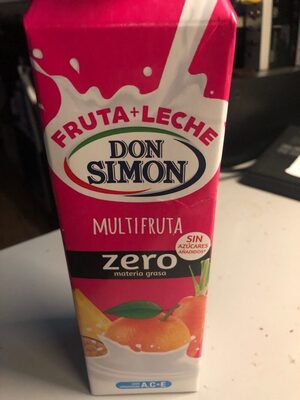 FRUTA+LECHE
DON
SIMON
MULTIFRUTA
zero
materia grasa
SIN
AZÚCARES
AÑADIDOS*
A,C-E